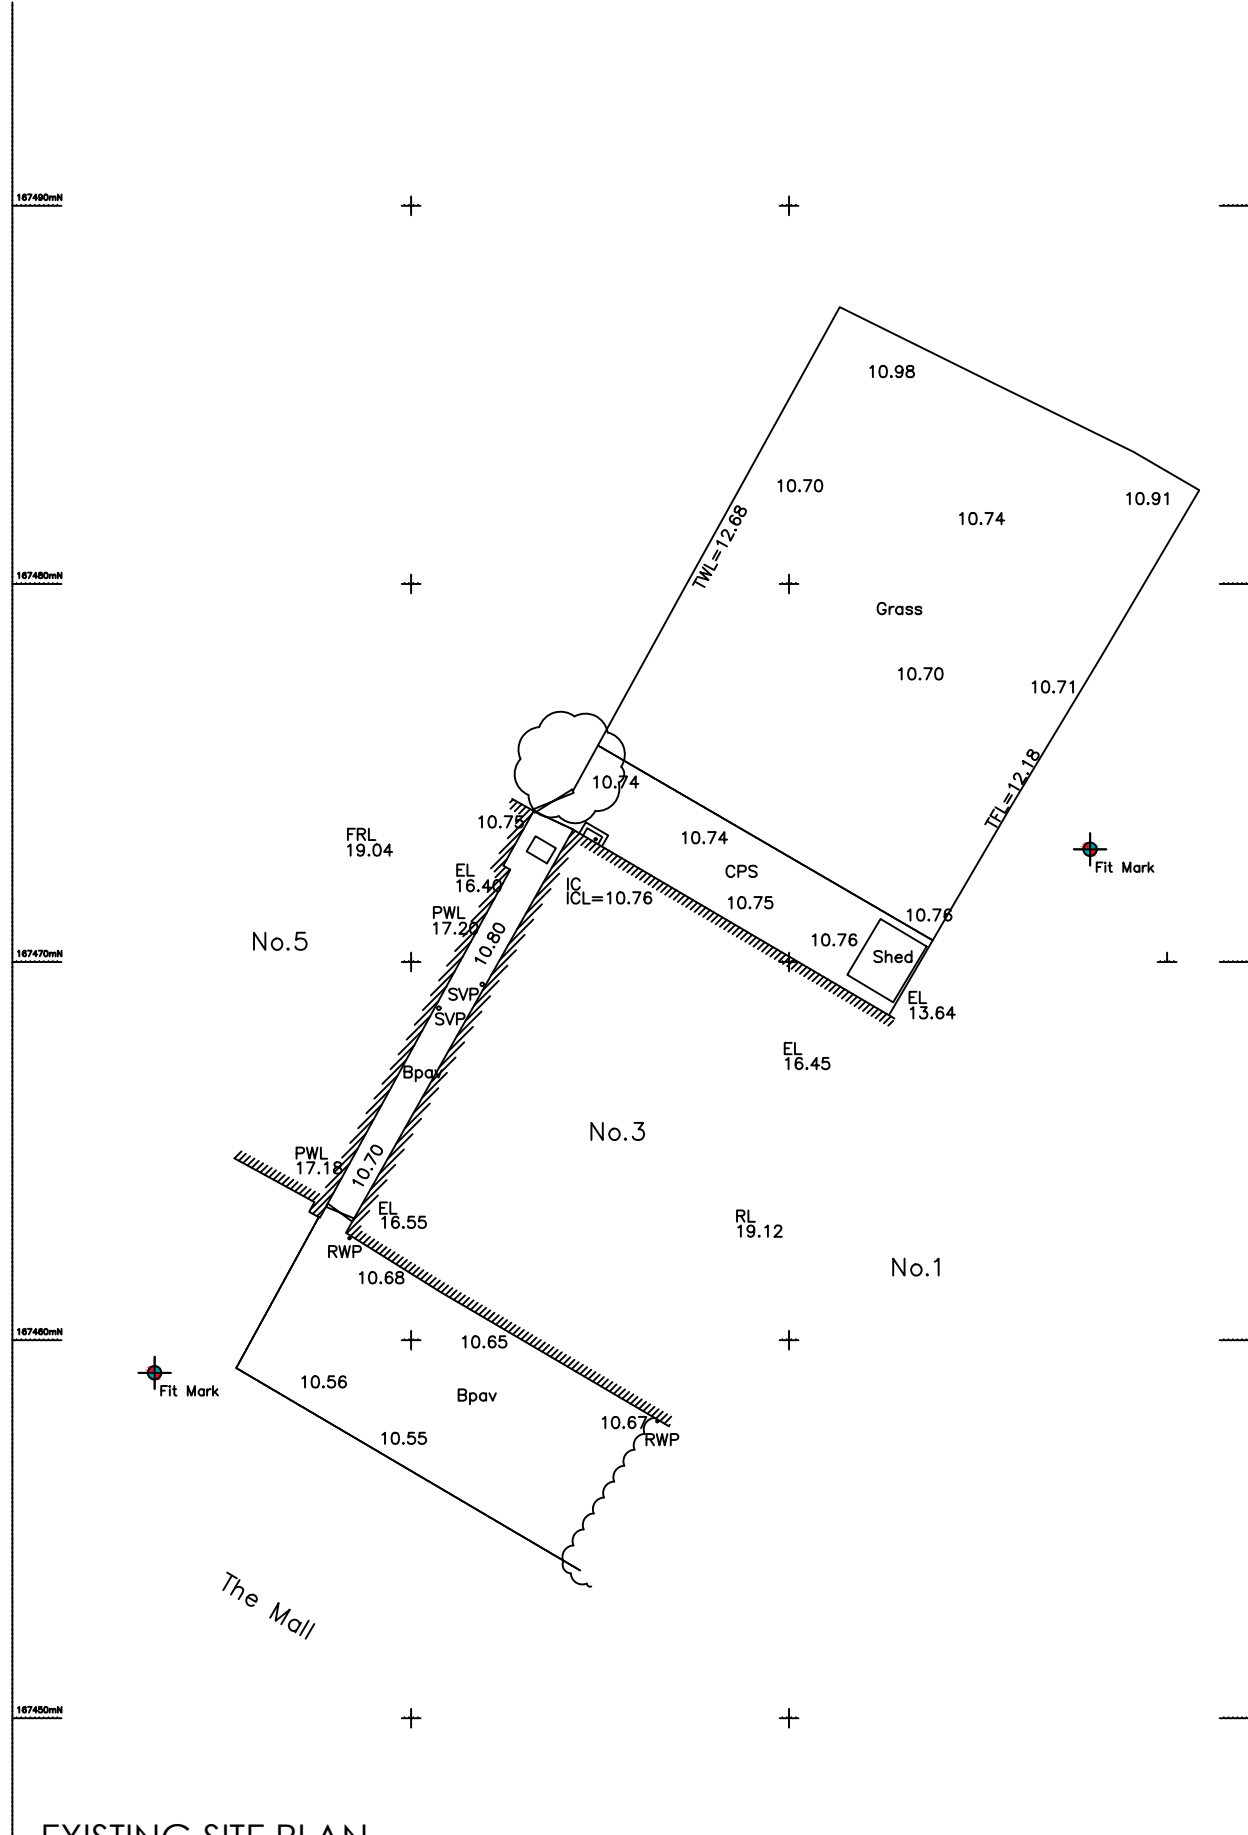 167490mN
10.98
10.70
10.91
10.74
TWL=12.68
167480mN
Grass
10.70
10.71
TFL=12.18
10.74
10.75
FRL
19.04
10.74
Fit Mark
EL
16.40
IC
ICL=10.76
CPS
10.75
PWL
17.20
10.76
10.76
No.5
10.80
Shed
167470mN
SVP
SVP
EL
13.64
EL
16.45
Bpav
No.3
PWL
17.18
10.70
EL
16.55
RL
19.12
RWP
10.68
No.1
167460mN
10.65
Fit Mark
10.56
Bpav
10.67
RWP
10.55
The Mall
167450mN
EXISTING SITE PLAN